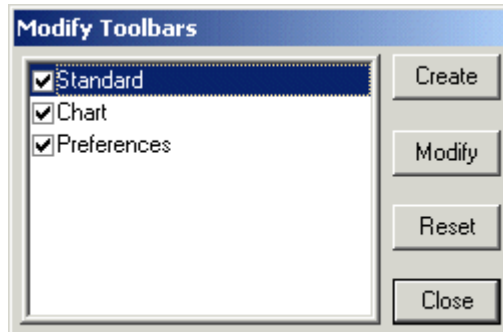 Modify Toolbars
Standard
Chart
Preferences
Create
Modify
Reset
Close